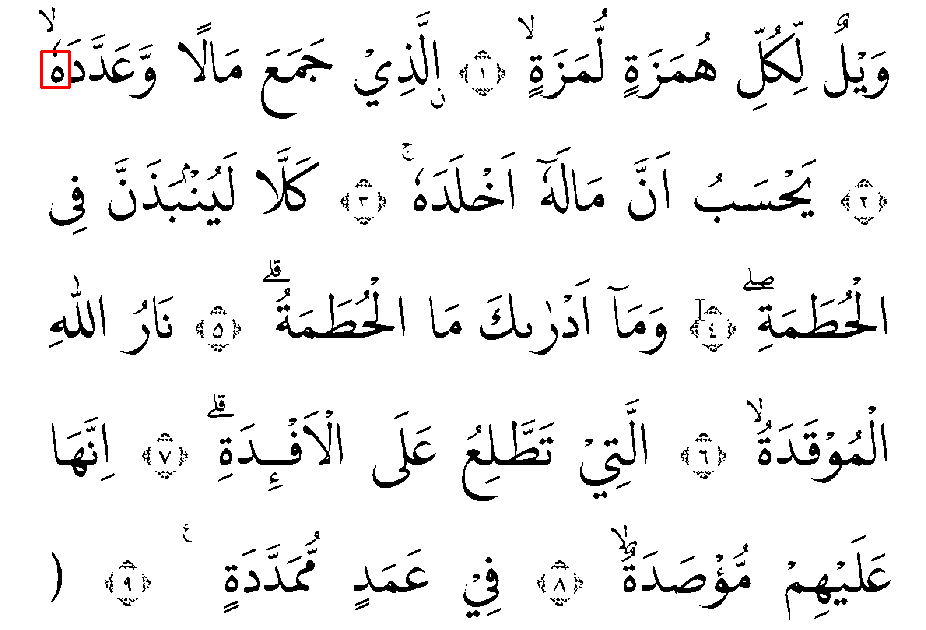 وَيْلٌ لِّكُلِّ هُمَزَةٍ لُّمَزَةٍۙ ١ ۨالَّذِيْ جَمَعَ مَالًا وَّعَدَّدَهٗۙ
٢ يَحْسَبُ اَنَّ مَالَهٗٓ اَخْلَدَهٗۚ ٣ كَلَّا لَيُنْۢبَذَنَّ فِى
الْحُطَمَةِۖ ٤ وَمَآ اَدْرٰىكَ مَا الْحُطَمَةُۗ ٥ نَارُ اللّٰهِ
الْمُوْقَدَةُۙ ٦ الَّتِيْ تَطَّلِعُ عَلَى الْاَفْـِٕدَةِۗ ٧ اِنَّهَا
عَلَيْهِمْ مُّؤْصَدَةٌۙ ٨ فِيْ عَمَدٍ مُّمَدَّدَةٍ ࣖ ٩ (